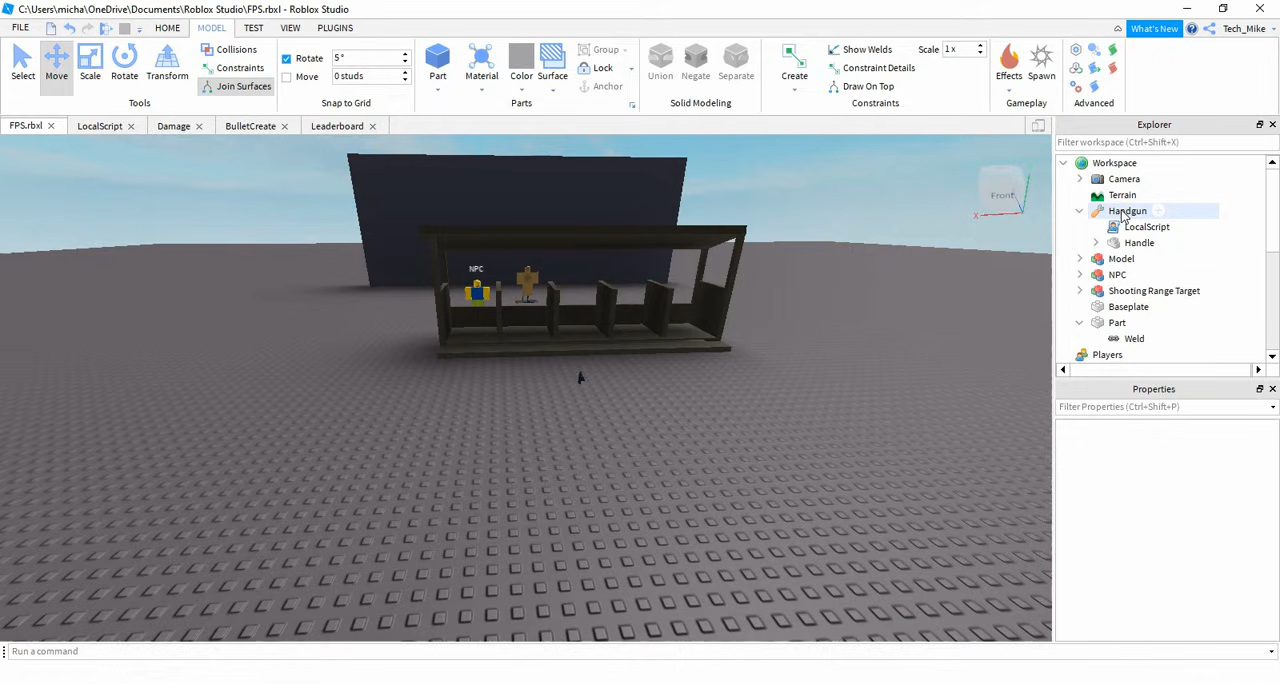 C:\Users\micha\OneDrive\Documents\Roblox Studio\FPS.rbxl - Roblox Studio
FILE HOME MODEL TEST VIEW PLUGINS What's New Tech_Mike
Select Move Scale Rotate Transform
Collisions
Constraints
Join Surfaces
Tools
Rotate 5°
Move 0 studs
Snap to Grid
Part Material Color Surface
Group
Lock
Anchor
Parts
Union Negate Separate
Solid Modeling
Create
Show Welds Scale 1 x
Constraint Details
Draw On Top
Constraints
Effects Spawn
Gameplay
Advanced
FPS.rbxl LocalScript Damage BulletCreate Leaderboard
Explorer
Filter workspace (Ctrl+Shift+X)
Workspace
Camera
Terrain
Handgun
LocalScript
Handle
Model
NPC
Shooting Range Target
Baseplate
Part
Weld
Players
Properties
Filter Properties (Ctrl+Shift+P)
Front
X
NPC
Run a command